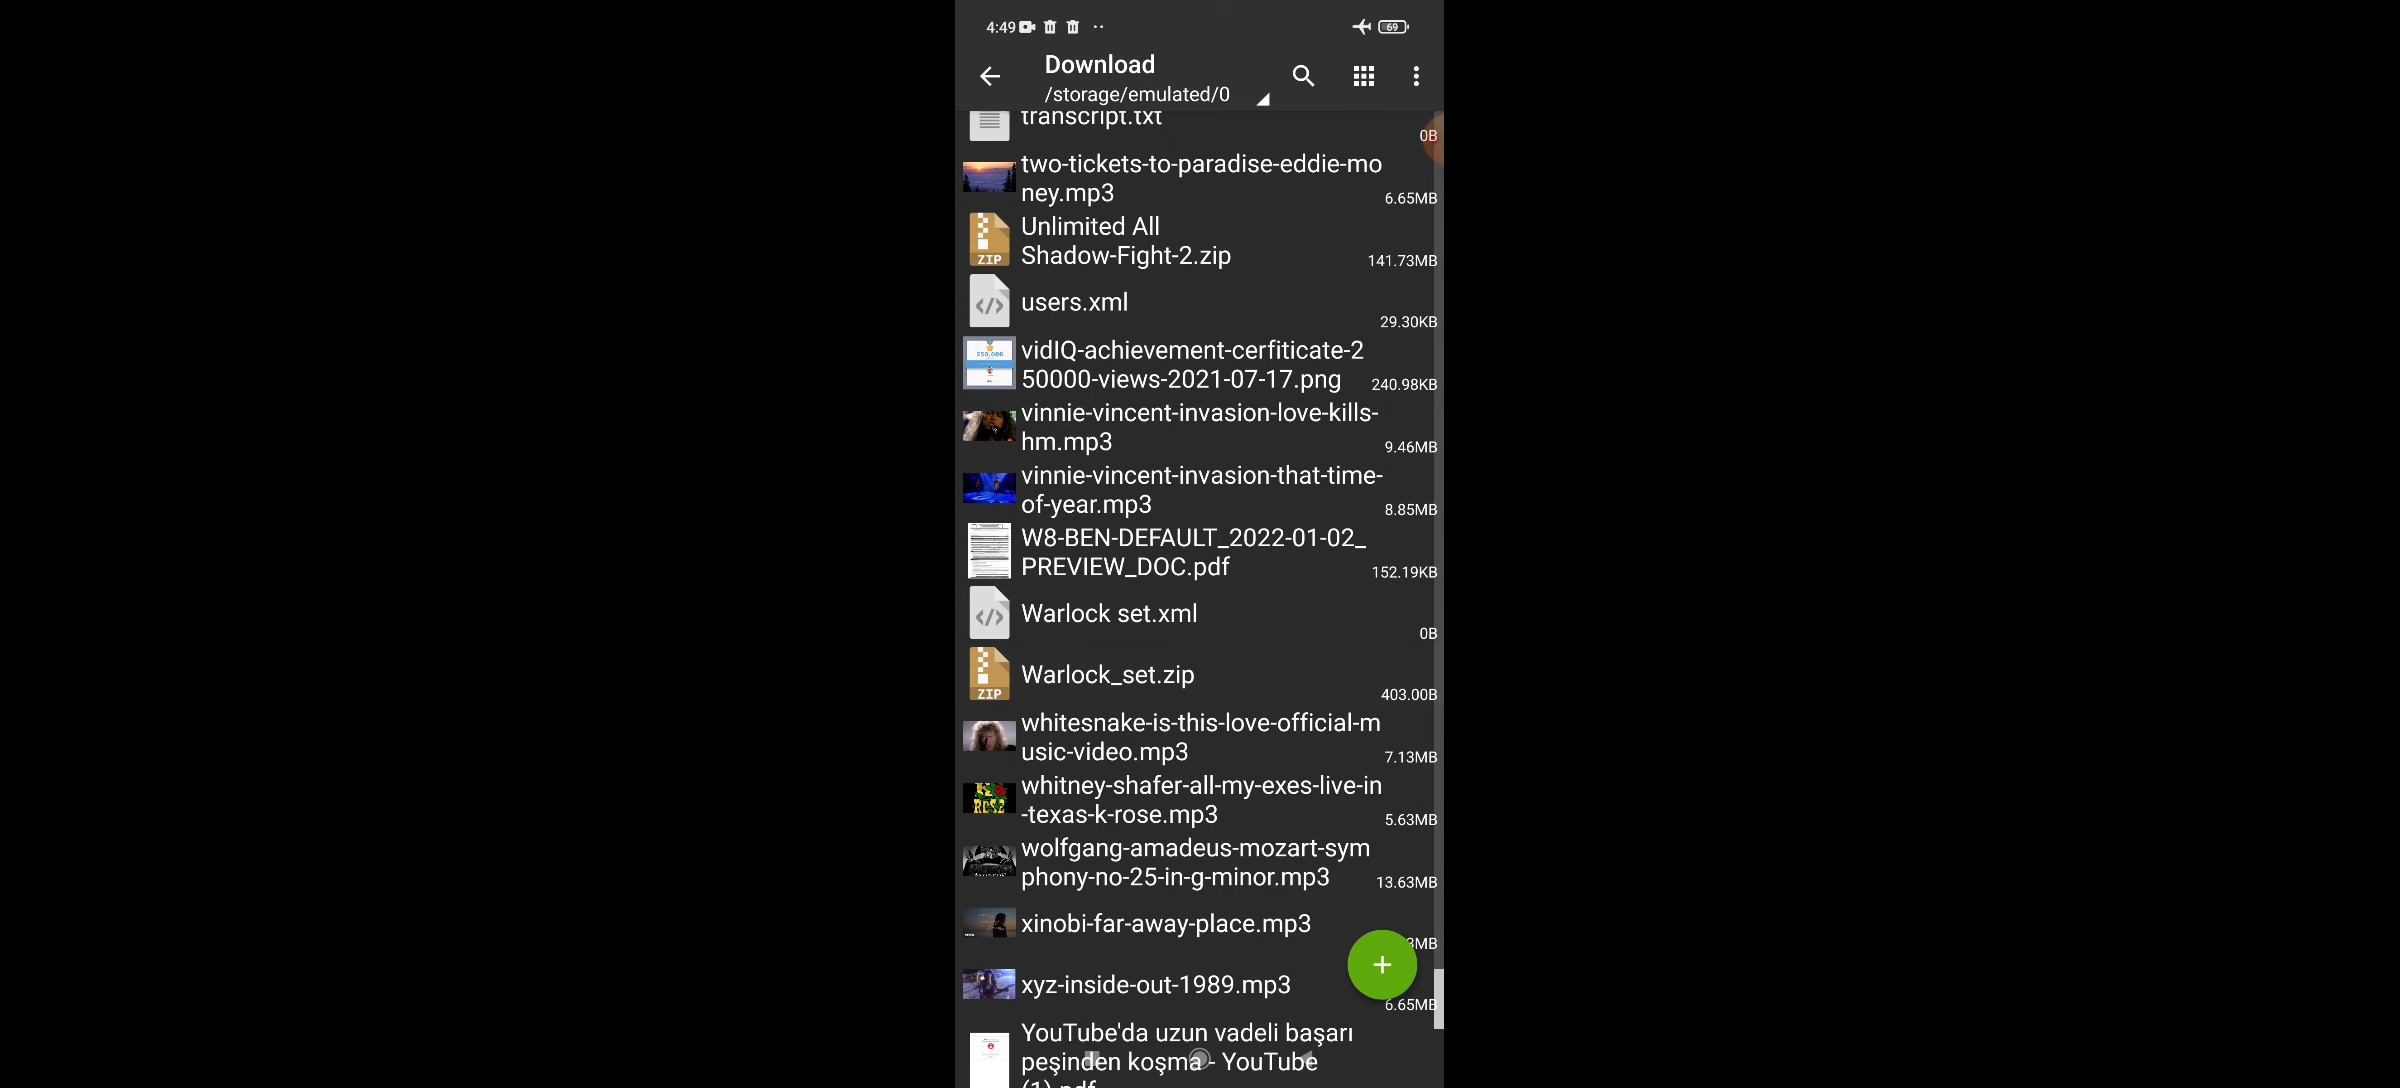 4:49
69
Download
/storage/emulated/0
transcript.txt
0B
two-tickets-to-paradise-eddie-mo
ney.mp3
6.65MB
Unlimited All
Shadow-Fight-2.zip
141.73MB
ZIP
users.xml
29.30KB
250,000
vidIQ-achievement-cerfiticate-2
50000-views-2021-07-17.png
240.98KB
vinnie-vincent-invasion-love-kills-
hm.mp3
9.46MB
vinnie-vincent-invasion-that-time-
of-year.mp3
8.85MB
W8-BEN-DEFAULT_2022-01-02_
PREVIEW_DOC.pdf
152.19KB
Warlock set.xml
0B
Warlock_set.zip
403.00B
ZIP
whitesnake-is-this-love-official-m
usic-video.mp3
7.13MB
whitney-shafer-all-my-exes-live-in
-texas-k-rose.mp3
5.63MB
wolfgang-amadeus-mozart-sym
phony-no-25-in-g-minor.mp3
13.63MB
xinobi-far-away-place.mp3
3MB
xyz-inside-out-1989.mp3
6.65MB
YouTube'da uzun vadeli başarı
peşinden koşma - YouTube
(1).pdf